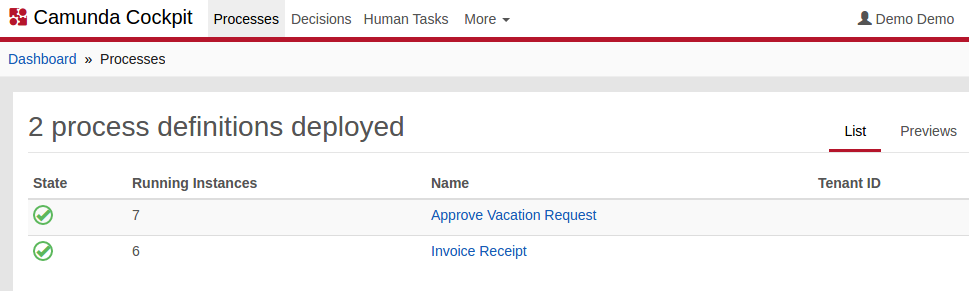 Camunda Cockpit Processes Decisions Human Tasks More Demo Demo
Dashboard » Processes
2 process definitions deployed
List Previews
State Running Instances Name Tenant ID
7 Approve Vacation Request
6 Invoice Receipt